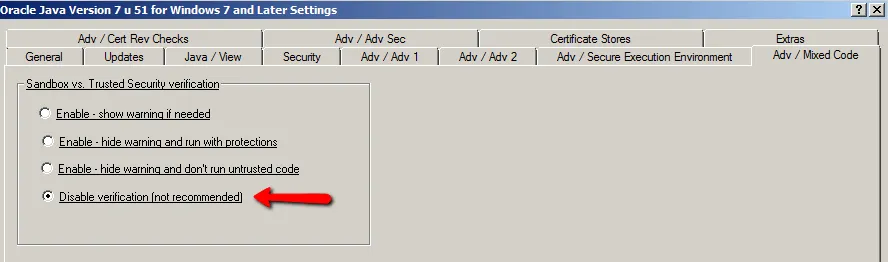 Oracle Java Version 7 u 51 for Windows 7 and Later Settings
Adv / Cert Rev Checks Adv / Adv Sec Certificate Stores Extras
General Updates Java / View Security Adv / Adv 1 Adv / Adv 2 Adv / Secure Execution Environment Adv / Mixed Code
Sandbox vs. Trusted Security verification
Enable - show warning if needed
Enable - hide warning and run with protections
Enable - hide warning and don't run untrusted code
Disable verification (not recommended)